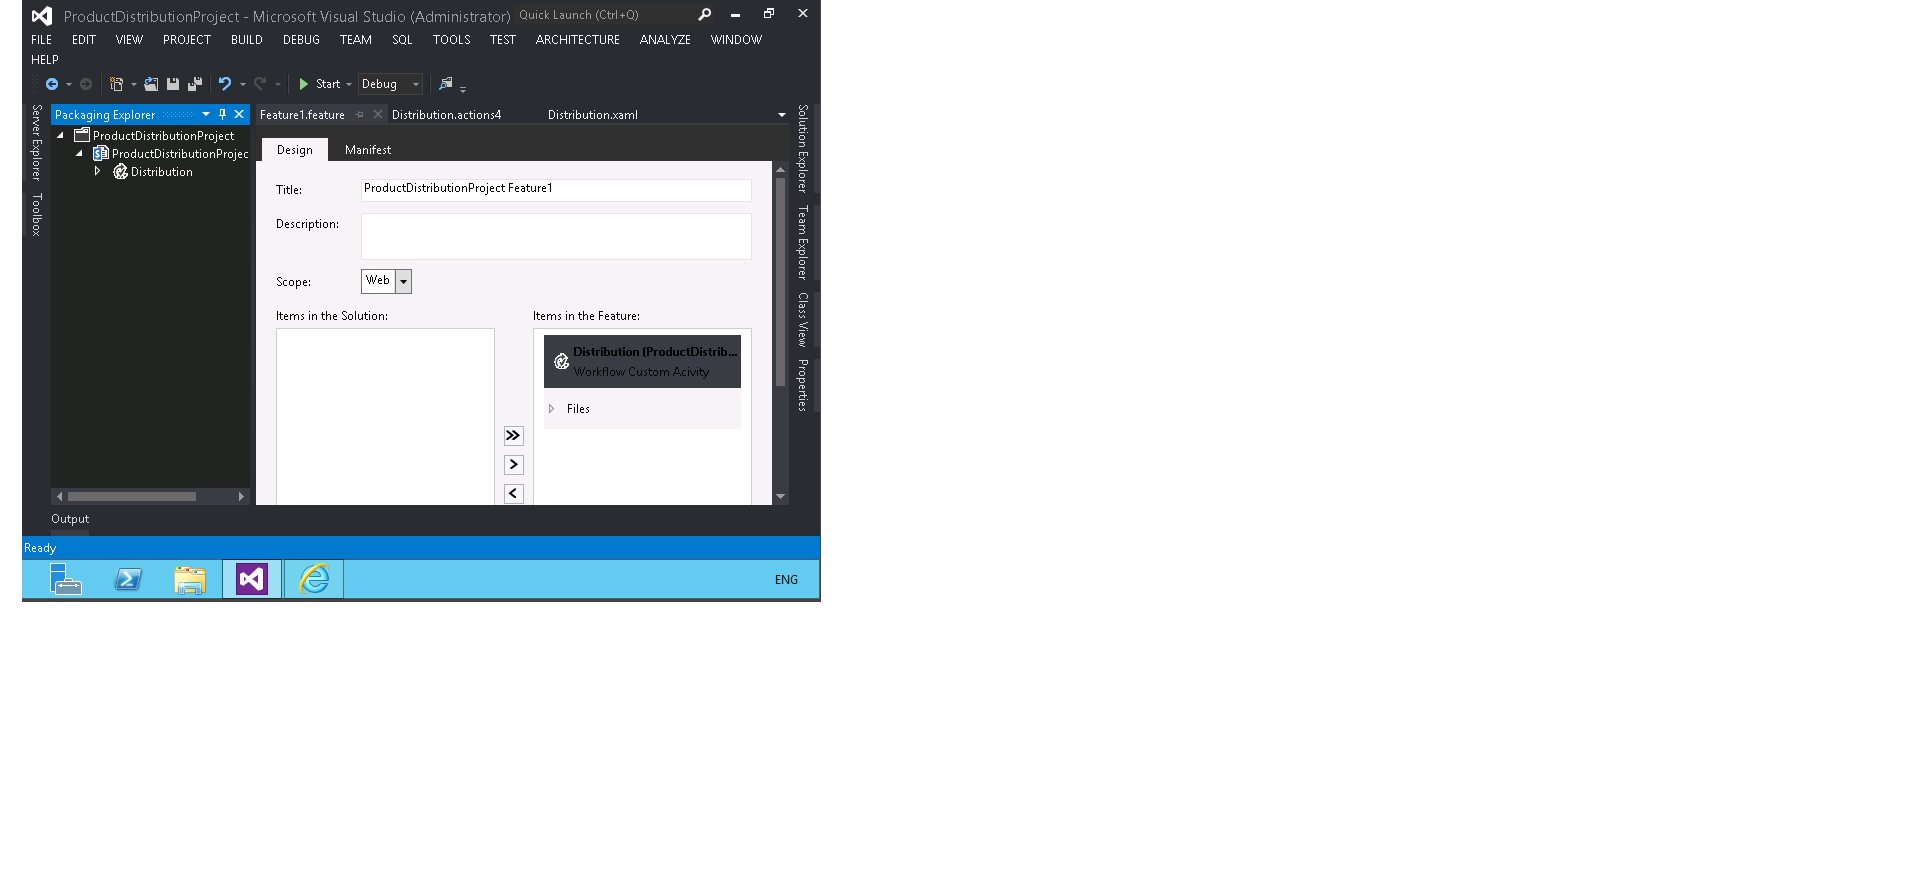 ProductDistributionProject - Microsoft Visual Studio (Administrator) Quick Launch (Ctrl+Q)
FILE EDIT VIEW PROJECT BUILD DEBUG TEAM SQL TOOLS TEST ARCHITECTURE ANALYZE WINDOW
HELP
Start Debug
Server Explorer
Toolbox
Packaging Explorer
ProductDistributionProject
ProductDistributionProjec
Distribution
Feature1.feature Distribution.actions4 Distribution.xaml
Design Manifest
Title: ProductDistributionProject Feature1
Description:
Scope: Web
Items in the Solution: Items in the Feature:
Distribution (ProductDistrib...
Workflow Custom Acivity
Files
>>
>
<
Solution Explorer
Team Explorer
Class View
Properties
Output
Ready
ENG